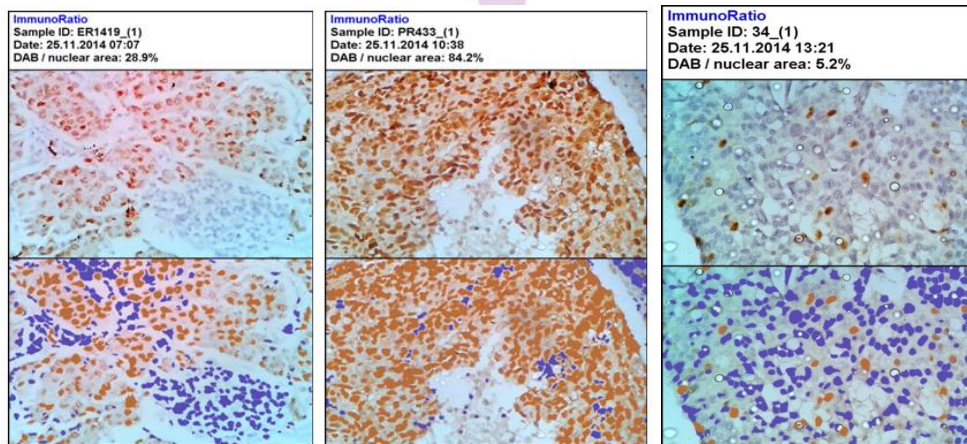 ImmunoRatio
Sample ID: ER1419_(1)
Date: 25.11.2014 07:07
DAB / nuclear area: 28.9%
ImmunoRatio
Sample ID: PR433_(1)
Date: 25.11.2014 10:38
DAB / nuclear area: 84.2%
ImmunoRatio
Sample ID: 34_(1)
Date: 25.11.2014 13:21
DAB / nuclear area: 5.2%